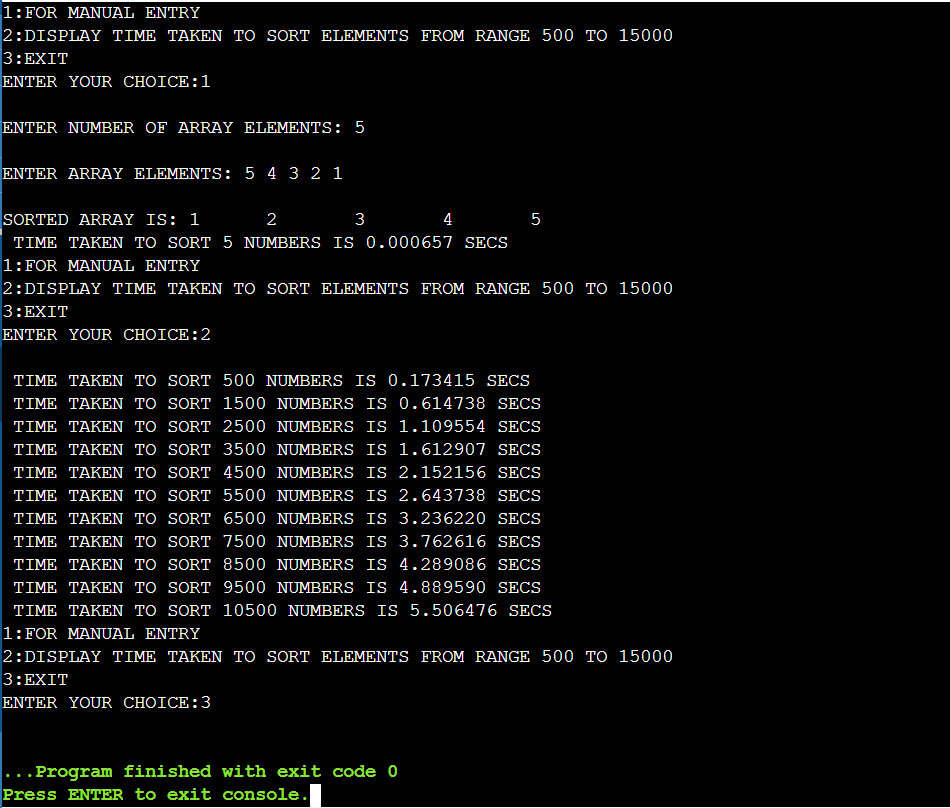 1:FOR MANUAL ENTRY
2:DISPLAY TIME TAKEN TO SORT ELEMENTS FROM RANGE 500 TO 15000
3:EXIT
ENTER YOUR CHOICE:1
ENTER NUMBER OF ARRAY ELEMENTS: 5
ENTER ARRAY ELEMENTS: 5 4 3 2 1
SORTED ARRAY IS: 1      2       3       4       5
 TIME TAKEN TO SORT 5 NUMBERS IS 0.000657 SECS
1:FOR MANUAL ENTRY
2:DISPLAY TIME TAKEN TO SORT ELEMENTS FROM RANGE 500 TO 15000
3:EXIT
ENTER YOUR CHOICE:2
 TIME TAKEN TO SORT 500 NUMBERS IS 0.173415 SECS
 TIME TAKEN TO SORT 1500 NUMBERS IS 0.614738 SECS
 TIME TAKEN TO SORT 2500 NUMBERS IS 1.109554 SECS
 TIME TAKEN TO SORT 3500 NUMBERS IS 1.612907 SECS
 TIME TAKEN TO SORT 4500 NUMBERS IS 2.152156 SECS
 TIME TAKEN TO SORT 5500 NUMBERS IS 2.643738 SECS
 TIME TAKEN TO SORT 6500 NUMBERS IS 3.236220 SECS
 TIME TAKEN TO SORT 7500 NUMBERS IS 3.762616 SECS
 TIME TAKEN TO SORT 8500 NUMBERS IS 4.289086 SECS
 TIME TAKEN TO SORT 9500 NUMBERS IS 4.889590 SECS
 TIME TAKEN TO SORT 10500 NUMBERS IS 5.506476 SECS
1:FOR MANUAL ENTRY
2:DISPLAY TIME TAKEN TO SORT ELEMENTS FROM RANGE 500 TO 15000
3:EXIT
ENTER YOUR CHOICE:3
...Program finished with exit code 0
Press ENTER to exit console.